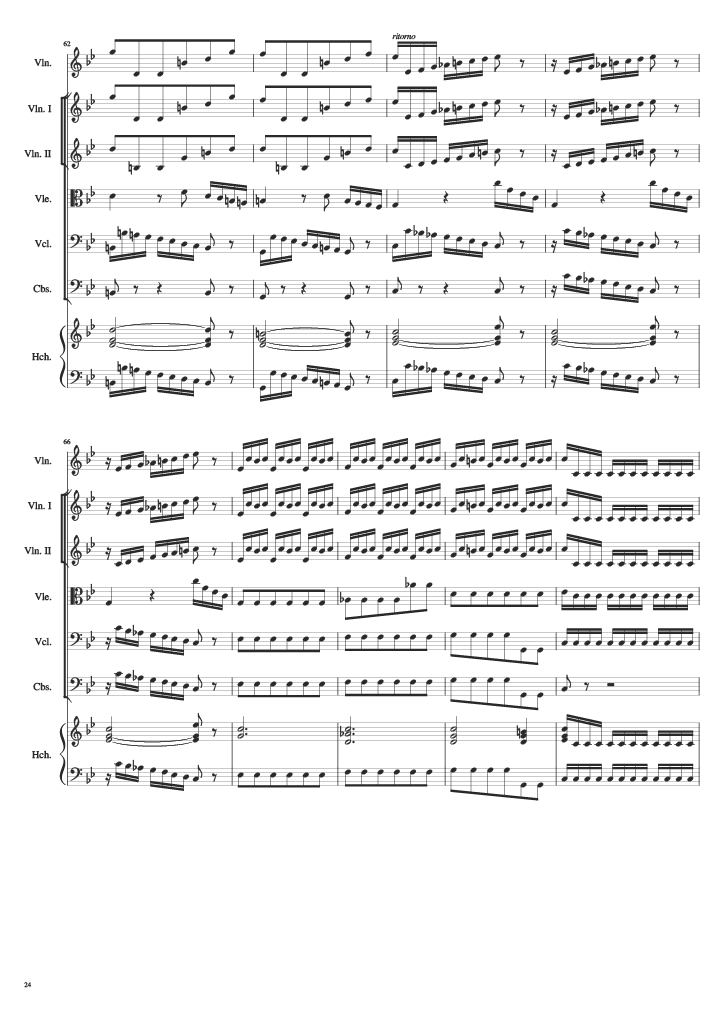 62
ritorno
Vln.
Vln. I
Vln. II
Vle.
Vcl.
Cbs.
Hch.
66
Vln.
Vln. I
Vln. II
Vle.
Vcl.
Cbs.
Hch.
24